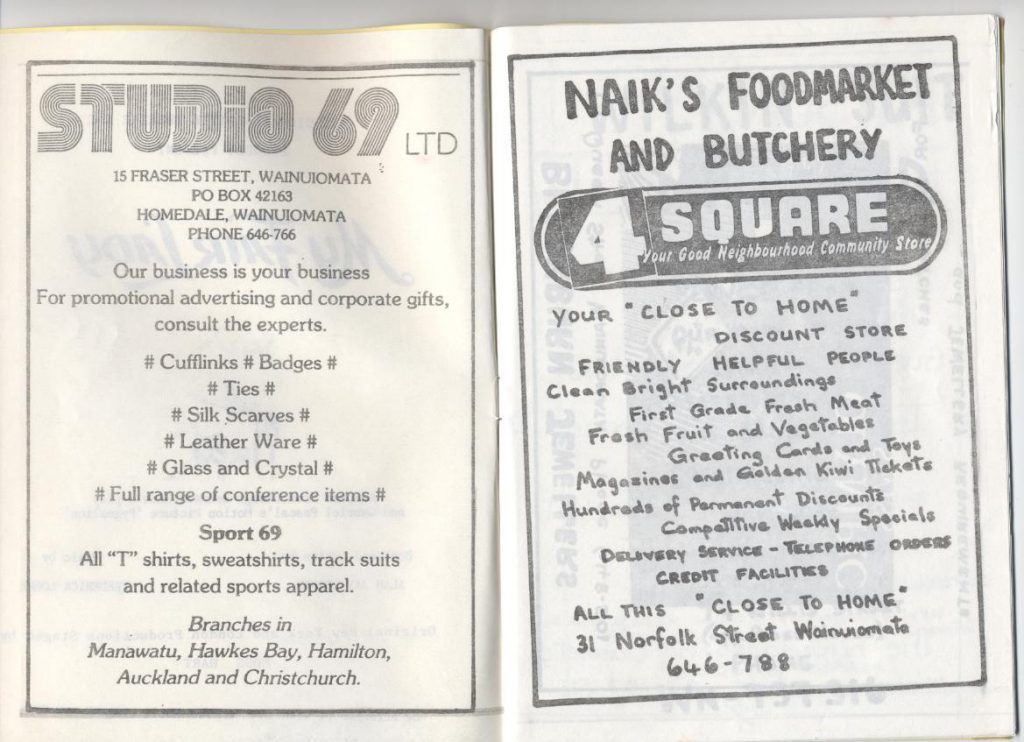 STUDIO 69 LTD
15 FRASER STREET, WAINUIOMATA
PO BOX 42163
HOMEDALE, WAINUIOMATA
PHONE 646-766
Our business is your business
For promotional advertising and corporate gifts,
consult the experts.
# Cufflinks # Badges #
# Ties #
# Silk Scarves #
# Leather Ware #
# Glass and Crystal #
# Full range of conference items #
Sport 69
All "T" shirts, sweatshirts, track suits
and related sports apparel.
Branches in
Manawatu, Hawkes Bay, Hamilton,
Auckland and Christchurch.
NAIK'S FOODMARKET
AND BUTCHERY
4 SQUARE
Your Good Neighbourhood Community Store
YOUR "CLOSE TO HOME"
DISCOUNT STORE
FRIENDLY HELPFUL PEOPLE
Clean Bright Surroundings
First Grade Fresh Meat
Fresh Fruit and Vegetables
Greeting Cards and Toys
Magazines and Golden Kiwi Tickets
Hundreds of Permanent Discounts
Competitive Weekly Specials
DELIVERY SERVICE - TELEPHONE ORDERS
CREDIT FACILITIES
ALL THIS "CLOSE TO HOME"
31 Norfolk Street Wainuiomata
646-788